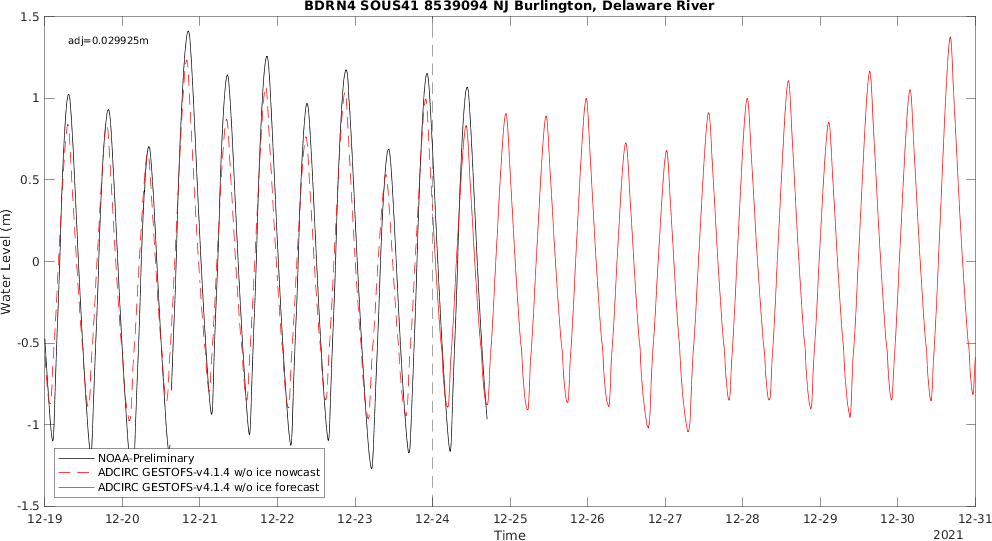 BDRN4 SOUS41 8539094 NJ Burlington, Delaware River
adj=0.029925m
1.5
1
0.5
0
-0.5
-1
-1.5
Water Level (m)
NOAA-Preliminary
ADCIRC GESTOFS-v4.1.4 w/o ice nowcast
ADCIRC GESTOFS-v4.1.4 w/o ice forecast
12-19 12-20 12-21 12-22 12-23 12-24 12-25 12-26 12-27 12-28 12-29 12-30 12-31
Time
2021